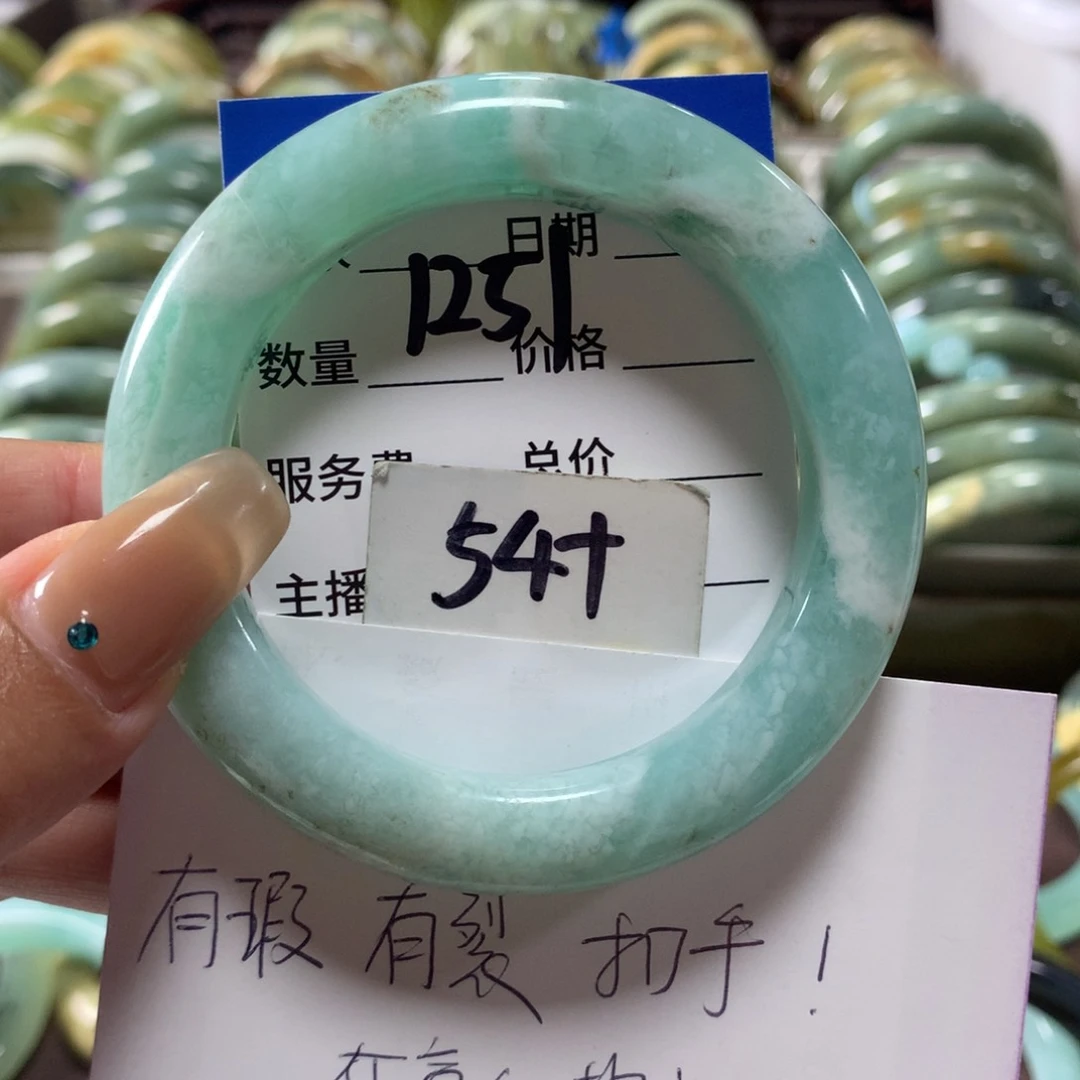 日期
1251
数量 价格
服务费 总价
54+
主播
有瑕 有裂 扣手!